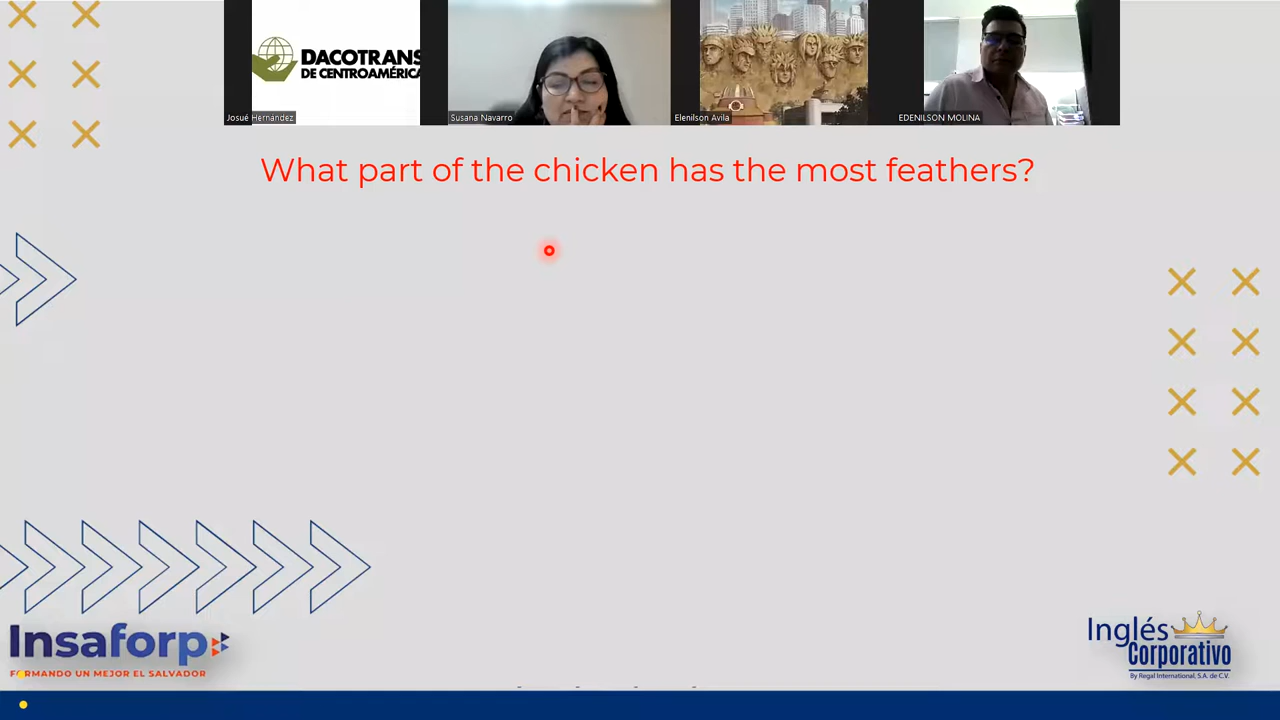 DACOTRANS
DE CENTROAMÉRICA
Josué Hernández
Susana Navarro
Elenilson Avila
EDENILSON MOLINA
What part of the chicken has the most feathers?
Insaforp
FORMANDO UN MEJOR EL SALVADOR
Inglés
Corporativo
By Regal International, S.A. de C.V.